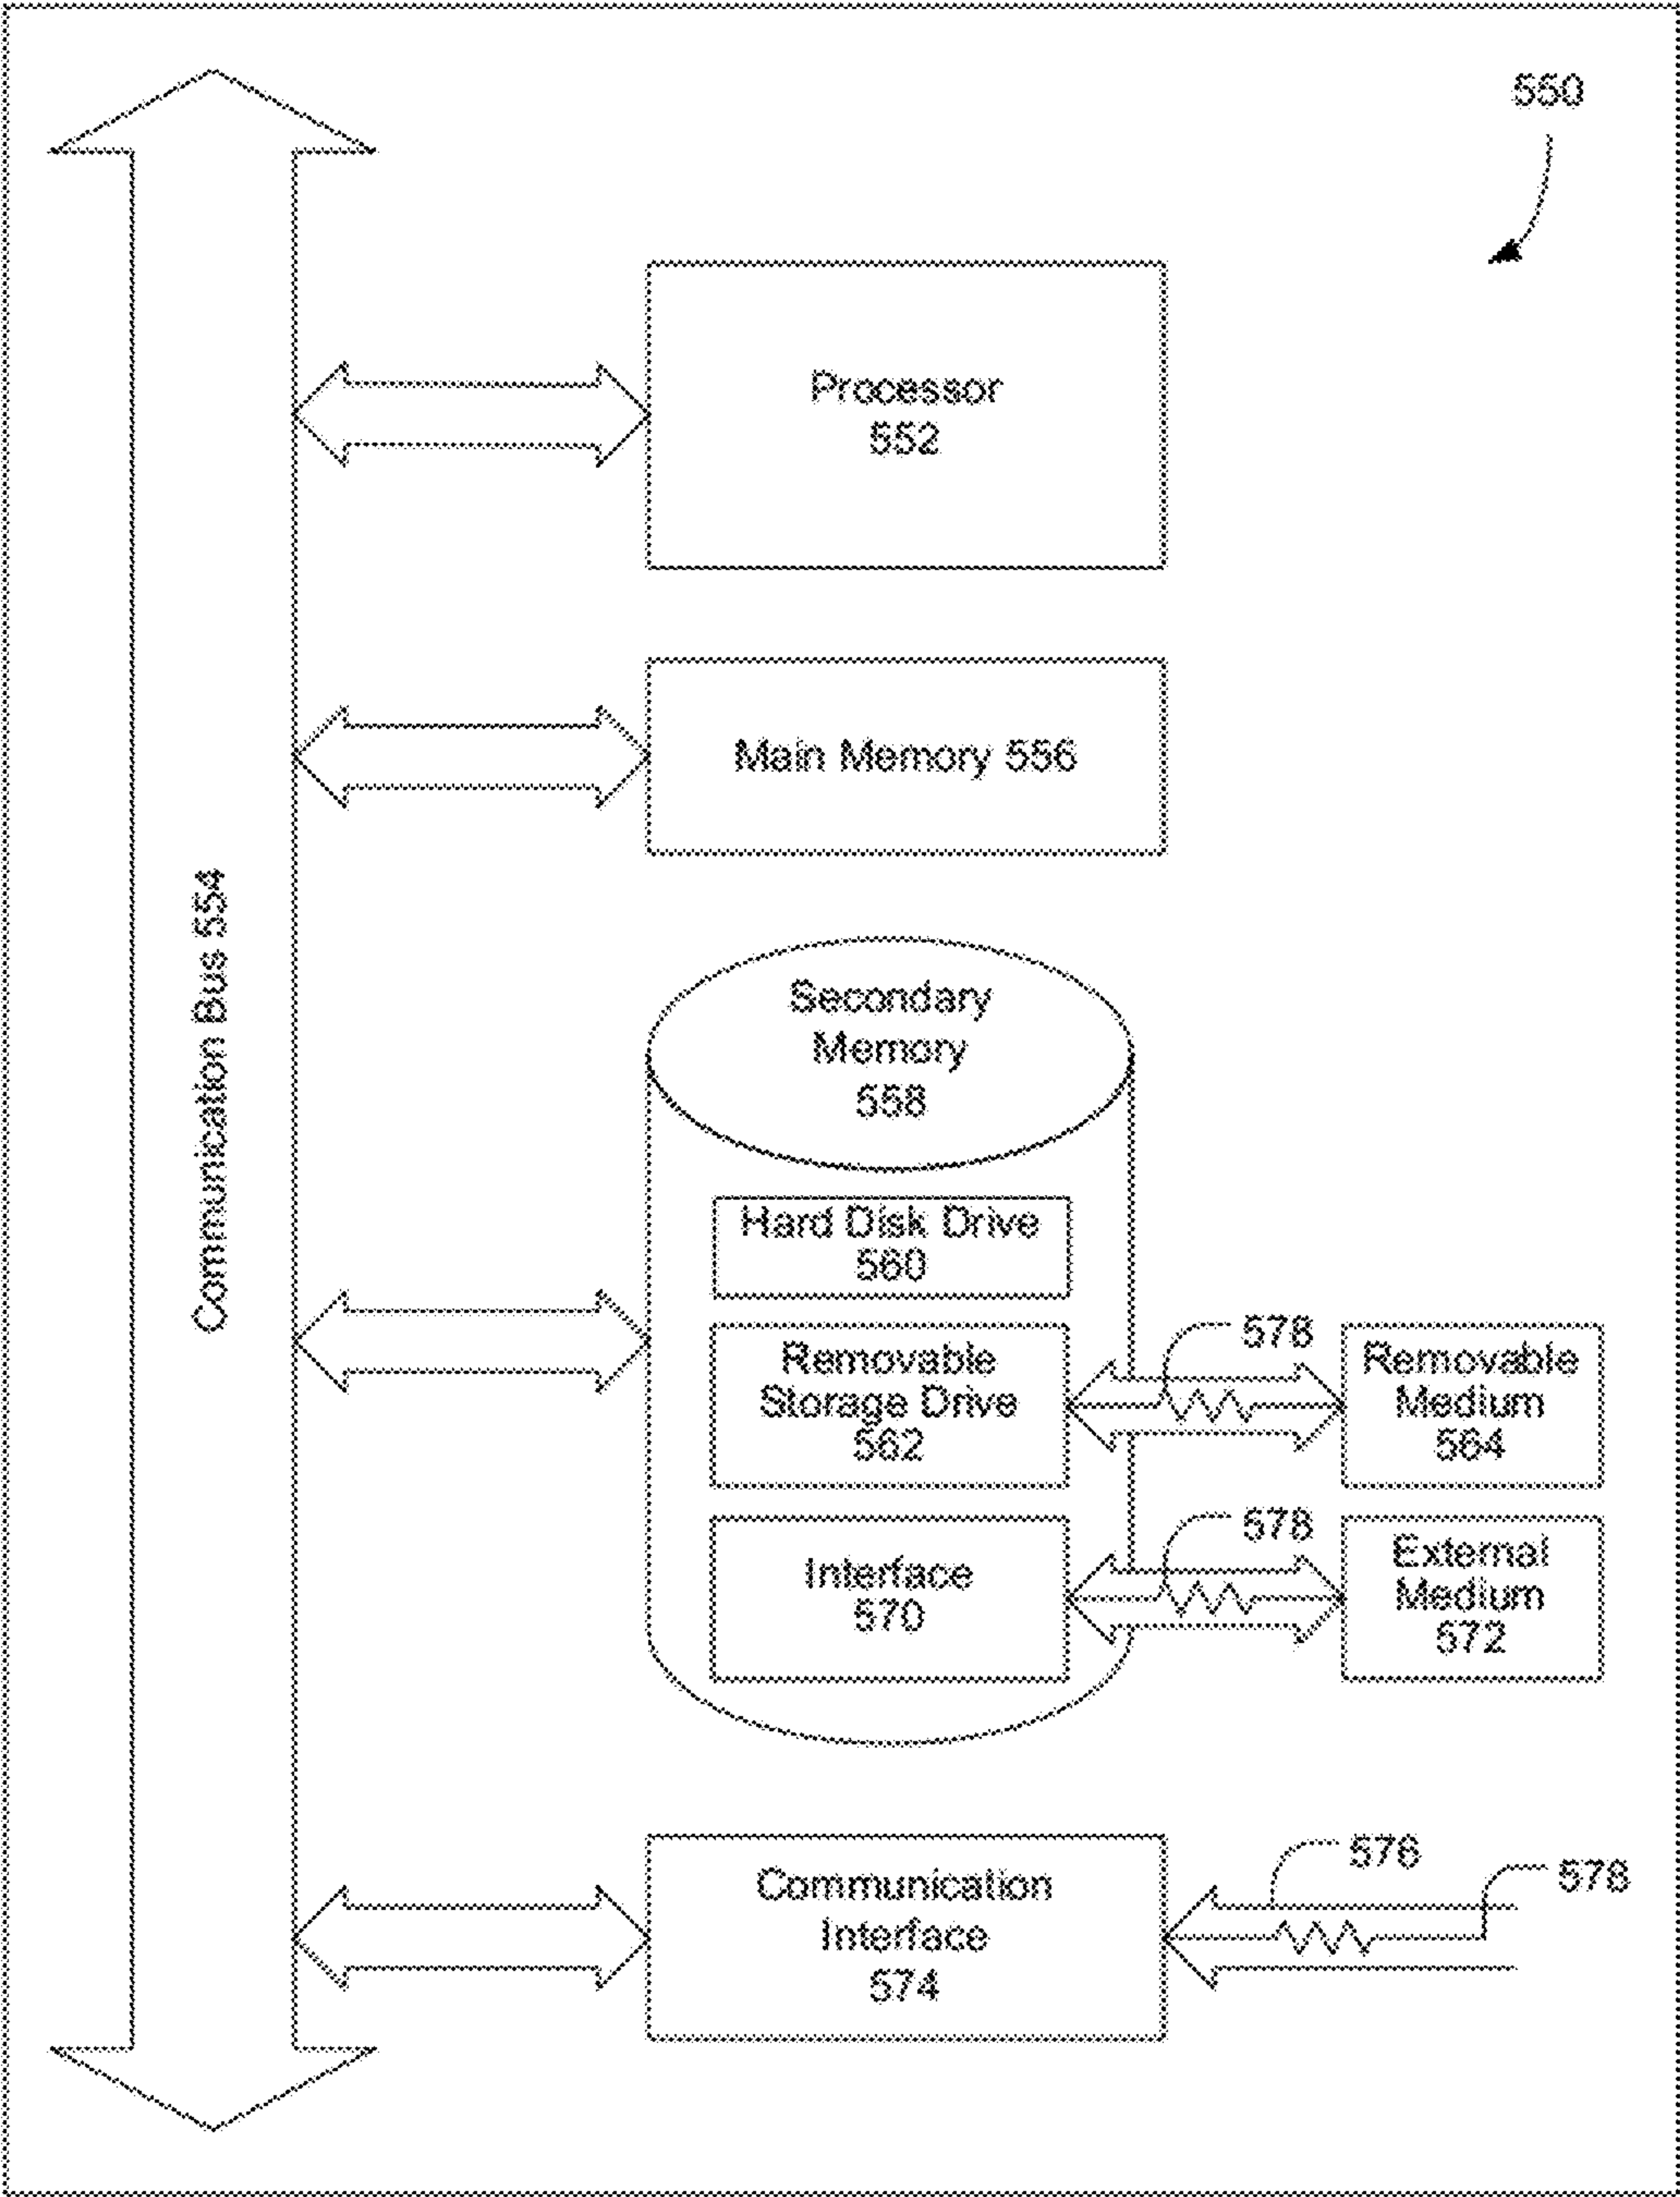 550
Processor
552
Main Memory 556
Communication Bus 554
Secondary
Memory
558
Hard Disk Drive
560
Removable
Storage Drive
562
578
Removable
Medium
564
Interface
570
578
External
Medium
572
Communication
Interface
574
576
578